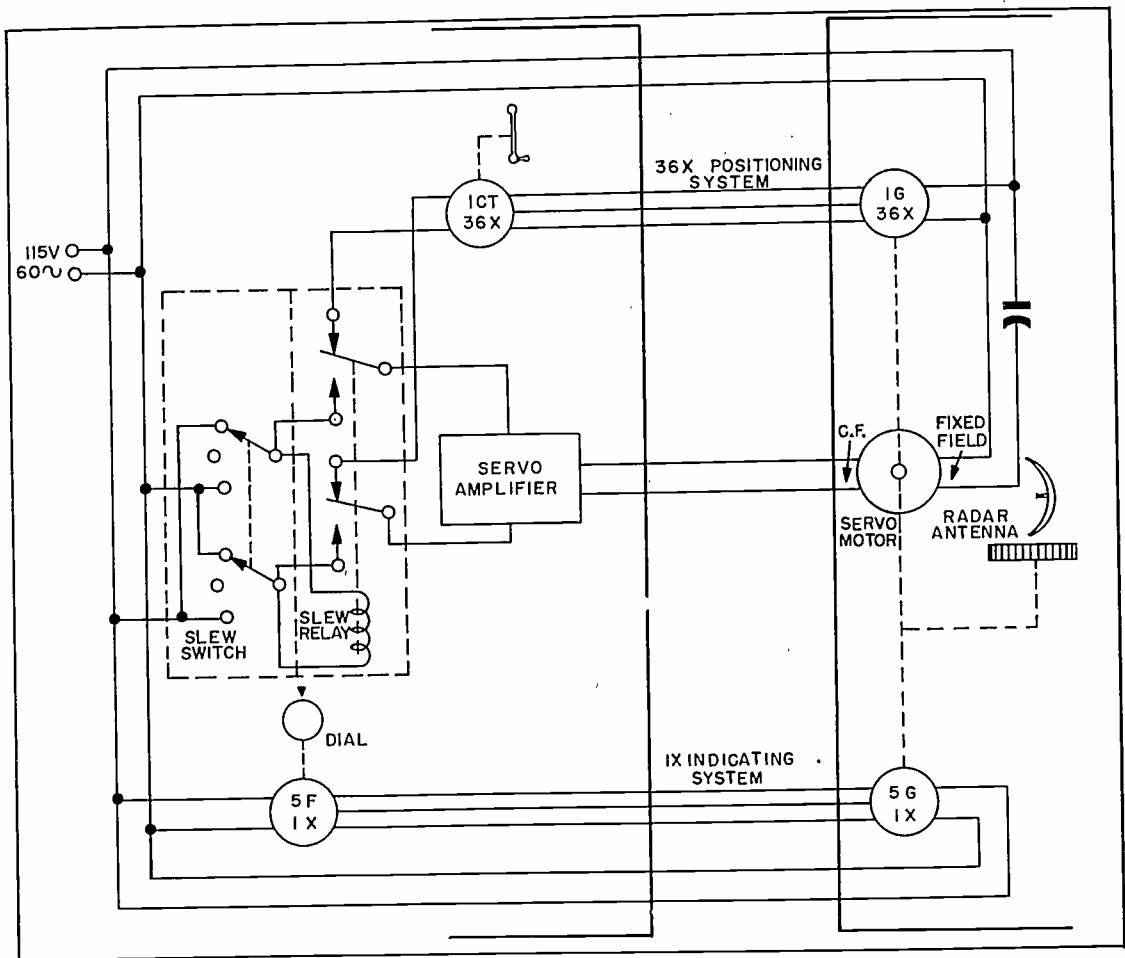 36X POSITIONING
SYSTEM
1CT
36X
1G
36X
115V
60~
C.F.
FIXED
FIELD
SERVO
AMPLIFIER
SERVO
MOTOR
RADAR
ANTENNA
SLEW
SWITCH
SLEW
RELAY
DIAL
1X INDICATING
SYSTEM
5F
1X
5G
1X